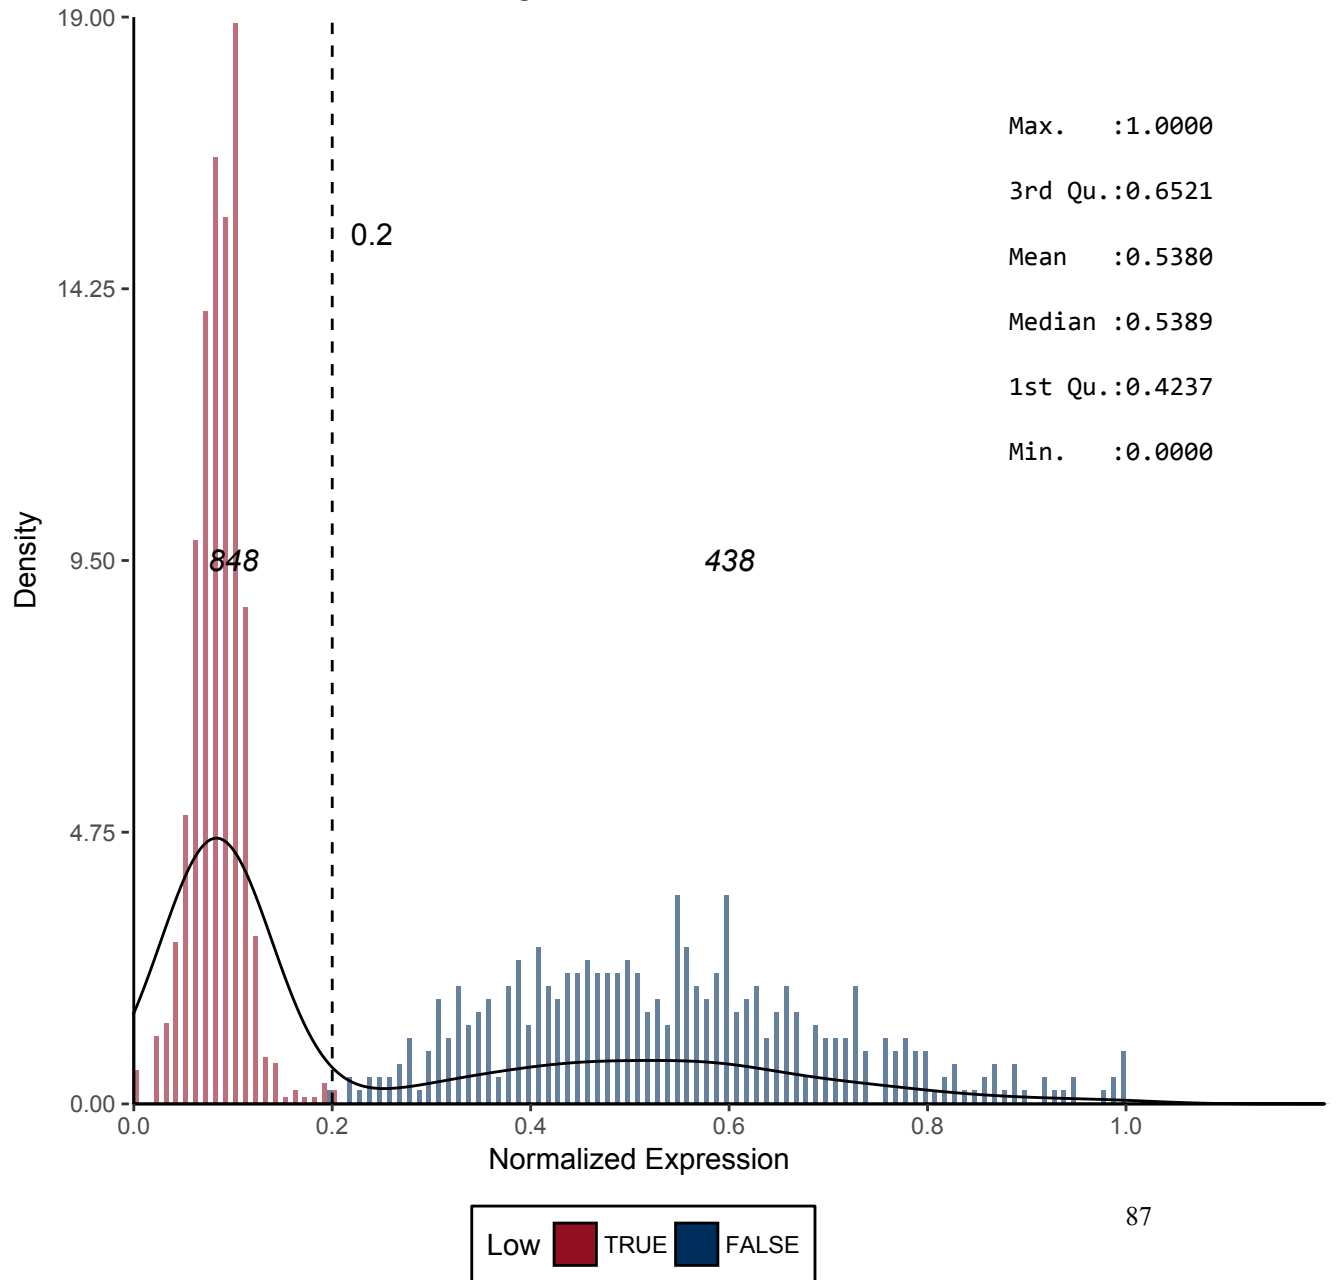 19.00
Max. :1.0000
3rd Qu.:0.6521
0.2
Mean :0.5380
14.25
Median :0.5389
1st Qu.:0.4237
Min. :0.0000
Density
9.50
848
438
4.75
0.00
0.0 0.2 0.4 0.6 0.8 1.0
Normalized Expression
87
Low TRUE FALSE